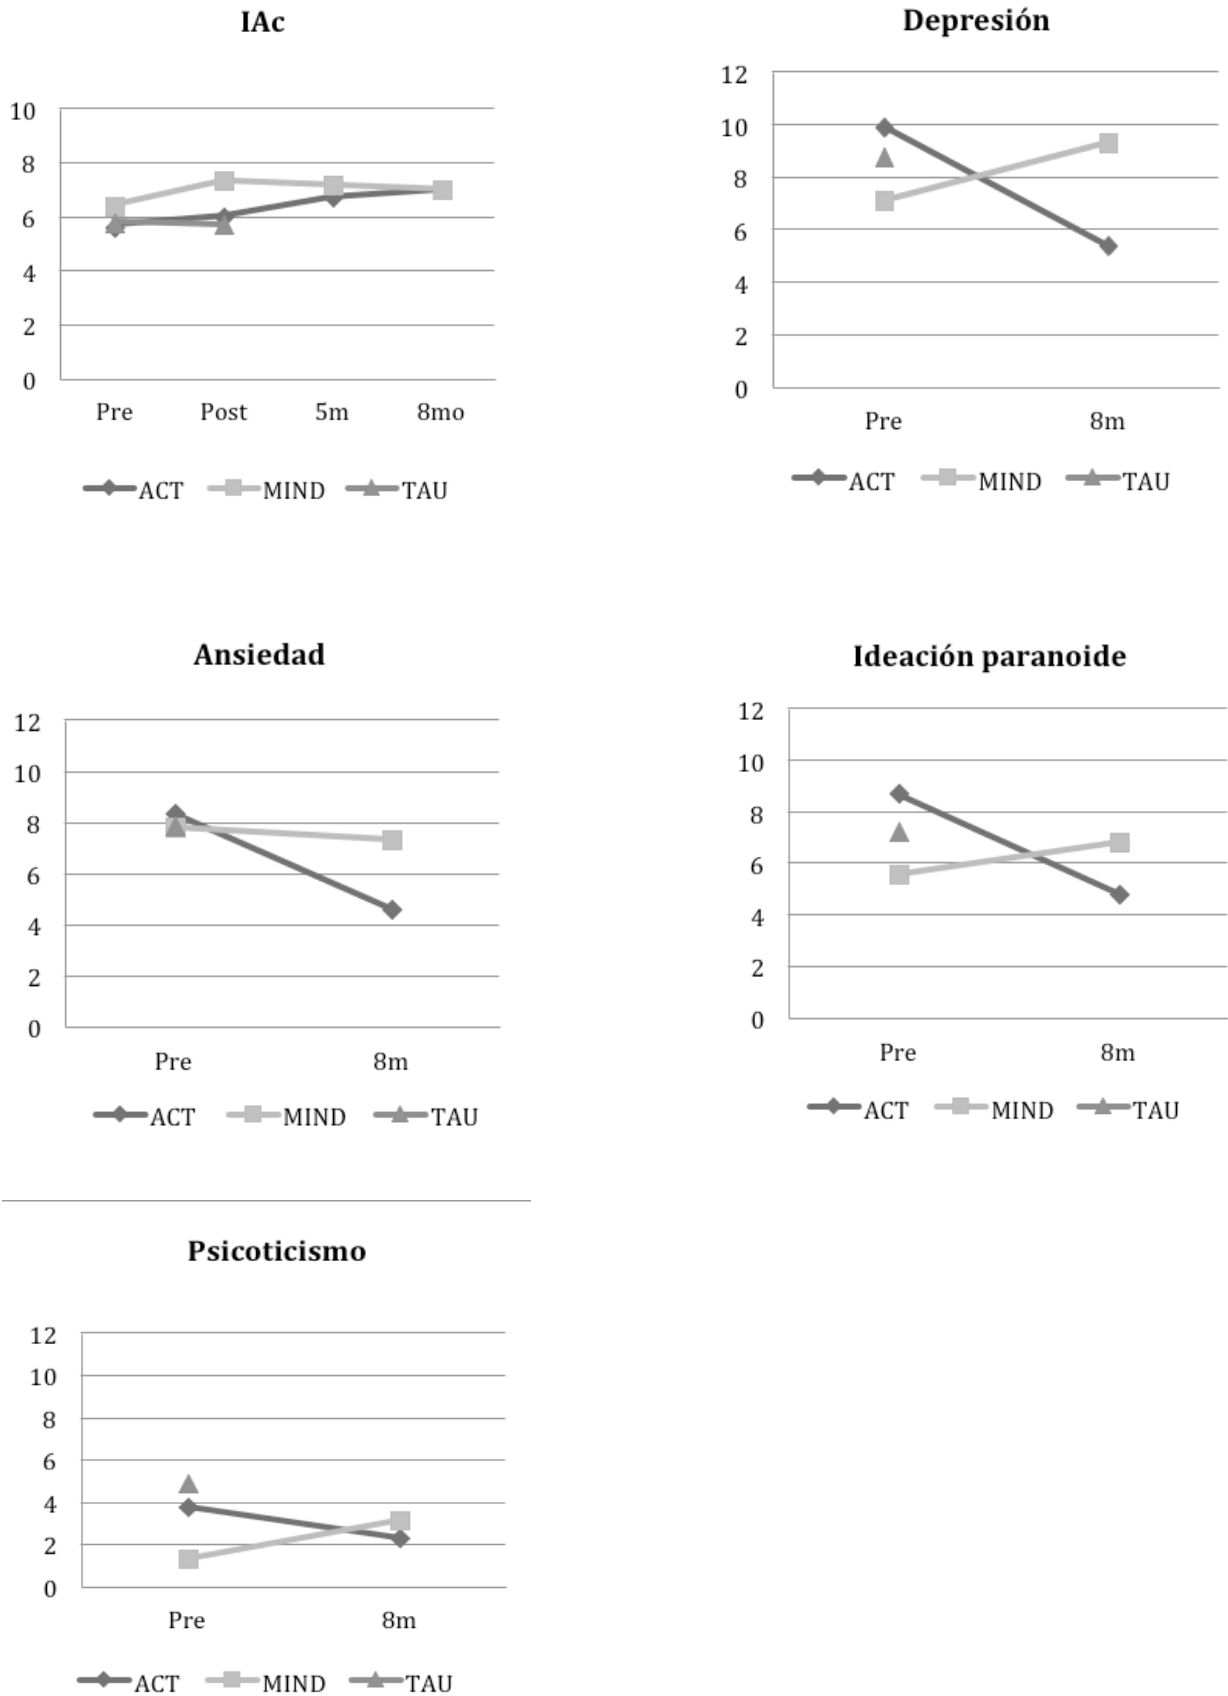 IAc
10
8
6
4
2
0
Pre Post 5m 8mo
ACT MIND TAU
Depresión
12
10
8
6
4
2
0
Pre 8m
ACT MIND TAU
Ansiedad
12
10
8
6
4
2
0
Pre 8m
ACT MIND TAU
Ideación paranoide
12
10
8
6
4
2
0
Pre 8m
ACT MIND TAU
Psicoticismo
12
10
8
6
4
2
0
Pre 8m
ACT MIND TAU